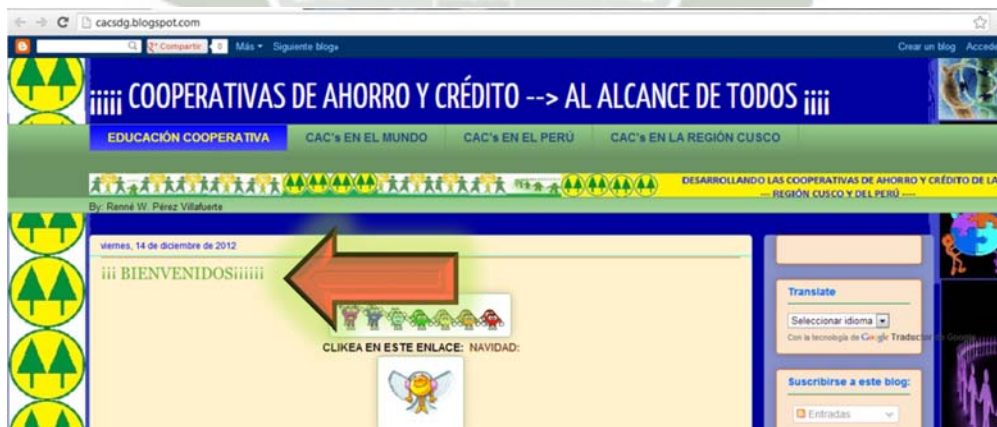 cacsdg.blogspot.com
Compartir 0 Más Siguiente blog»
Crear un blog Accede
¡¡¡¡¡ COOPERATIVAS DE AHORRO Y CRÉDITO --> AL ALCANCE DE TODOS ¡¡¡¡
EDUCACIÓN COOPERATIVA CAC's EN EL MUNDO CAC's EN EL PERÚ CAC's EN LA REGIÓN CUSCO
DESARROLLANDO LAS COOPERATIVAS DE AHORRO Y CRÉDITO DE LA
--- REGIÓN CUSCO Y DEL PERÚ ----
By: Renné W. Pérez Villafuerte
viernes, 14 de diciembre de 2012
¡¡¡ BIENVENIDOS¡¡¡¡¡¡
CLIKEA EN ESTE ENLACE: NAVIDAD:
Translate
Seleccionar idioma
Con la tecnología de Google Traductor de Google
Suscribirse a este blog:
Entradas